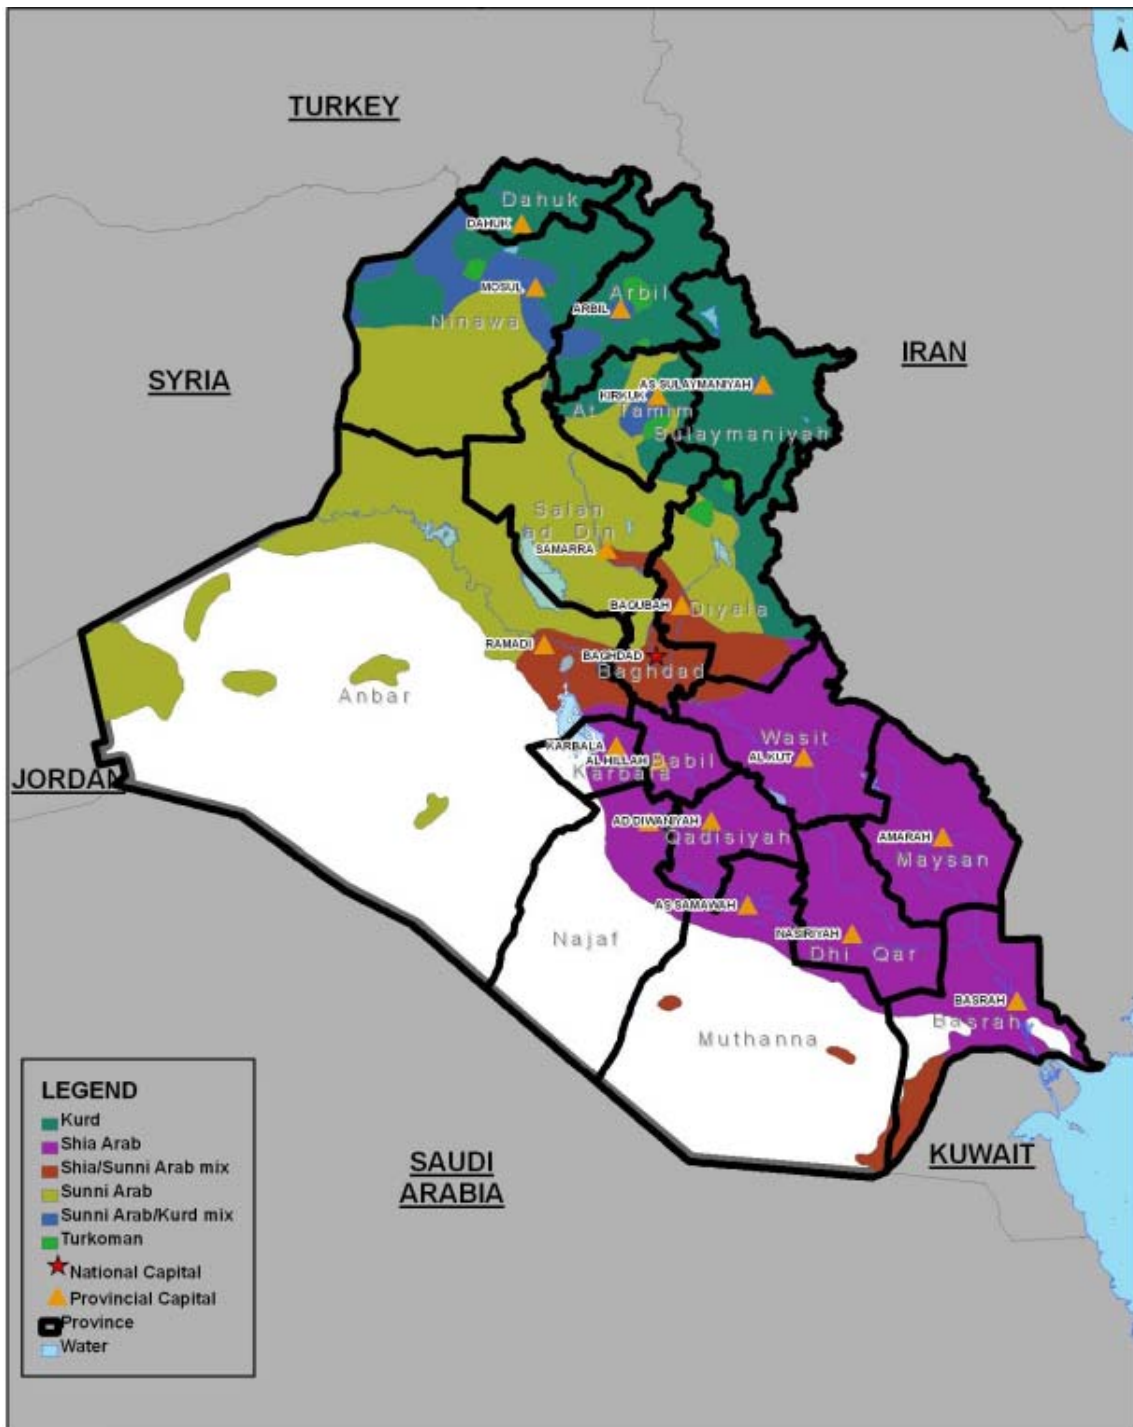 TURKEY
Dahuk
DAHUK
MOSUL
Arbil
ARBIL
Ninawa
IRAN
SYRIA
AS SULAYMANIYAH
KIRKUK
At Tamim
Sulaymaniyah
Salah
ad Din
SAMARRA
BAQUBAH
Diyala
RAMADI
BAGHDAD
Baghdad
Anbar
Wasit
KARBALA
AL HILLAH
Babil
AL KUT
Karbala
JORDAN
AD DIWANIYAH
Qadisiyah
AMARAH
Maysan
AS SAMAWAH
Najaf
NASIRIYAH
Dhi Qar
BASRAH
Basrah
Muthanna
KUWAIT
SAUDI
ARABIA
LEGEND
Kurd
Shia Arab
Shia/Sunni Arab mix
Sunni Arab
Sunni Arab/Kurd mix
Turkoman
National Capital
Provincial Capital
Province
Water